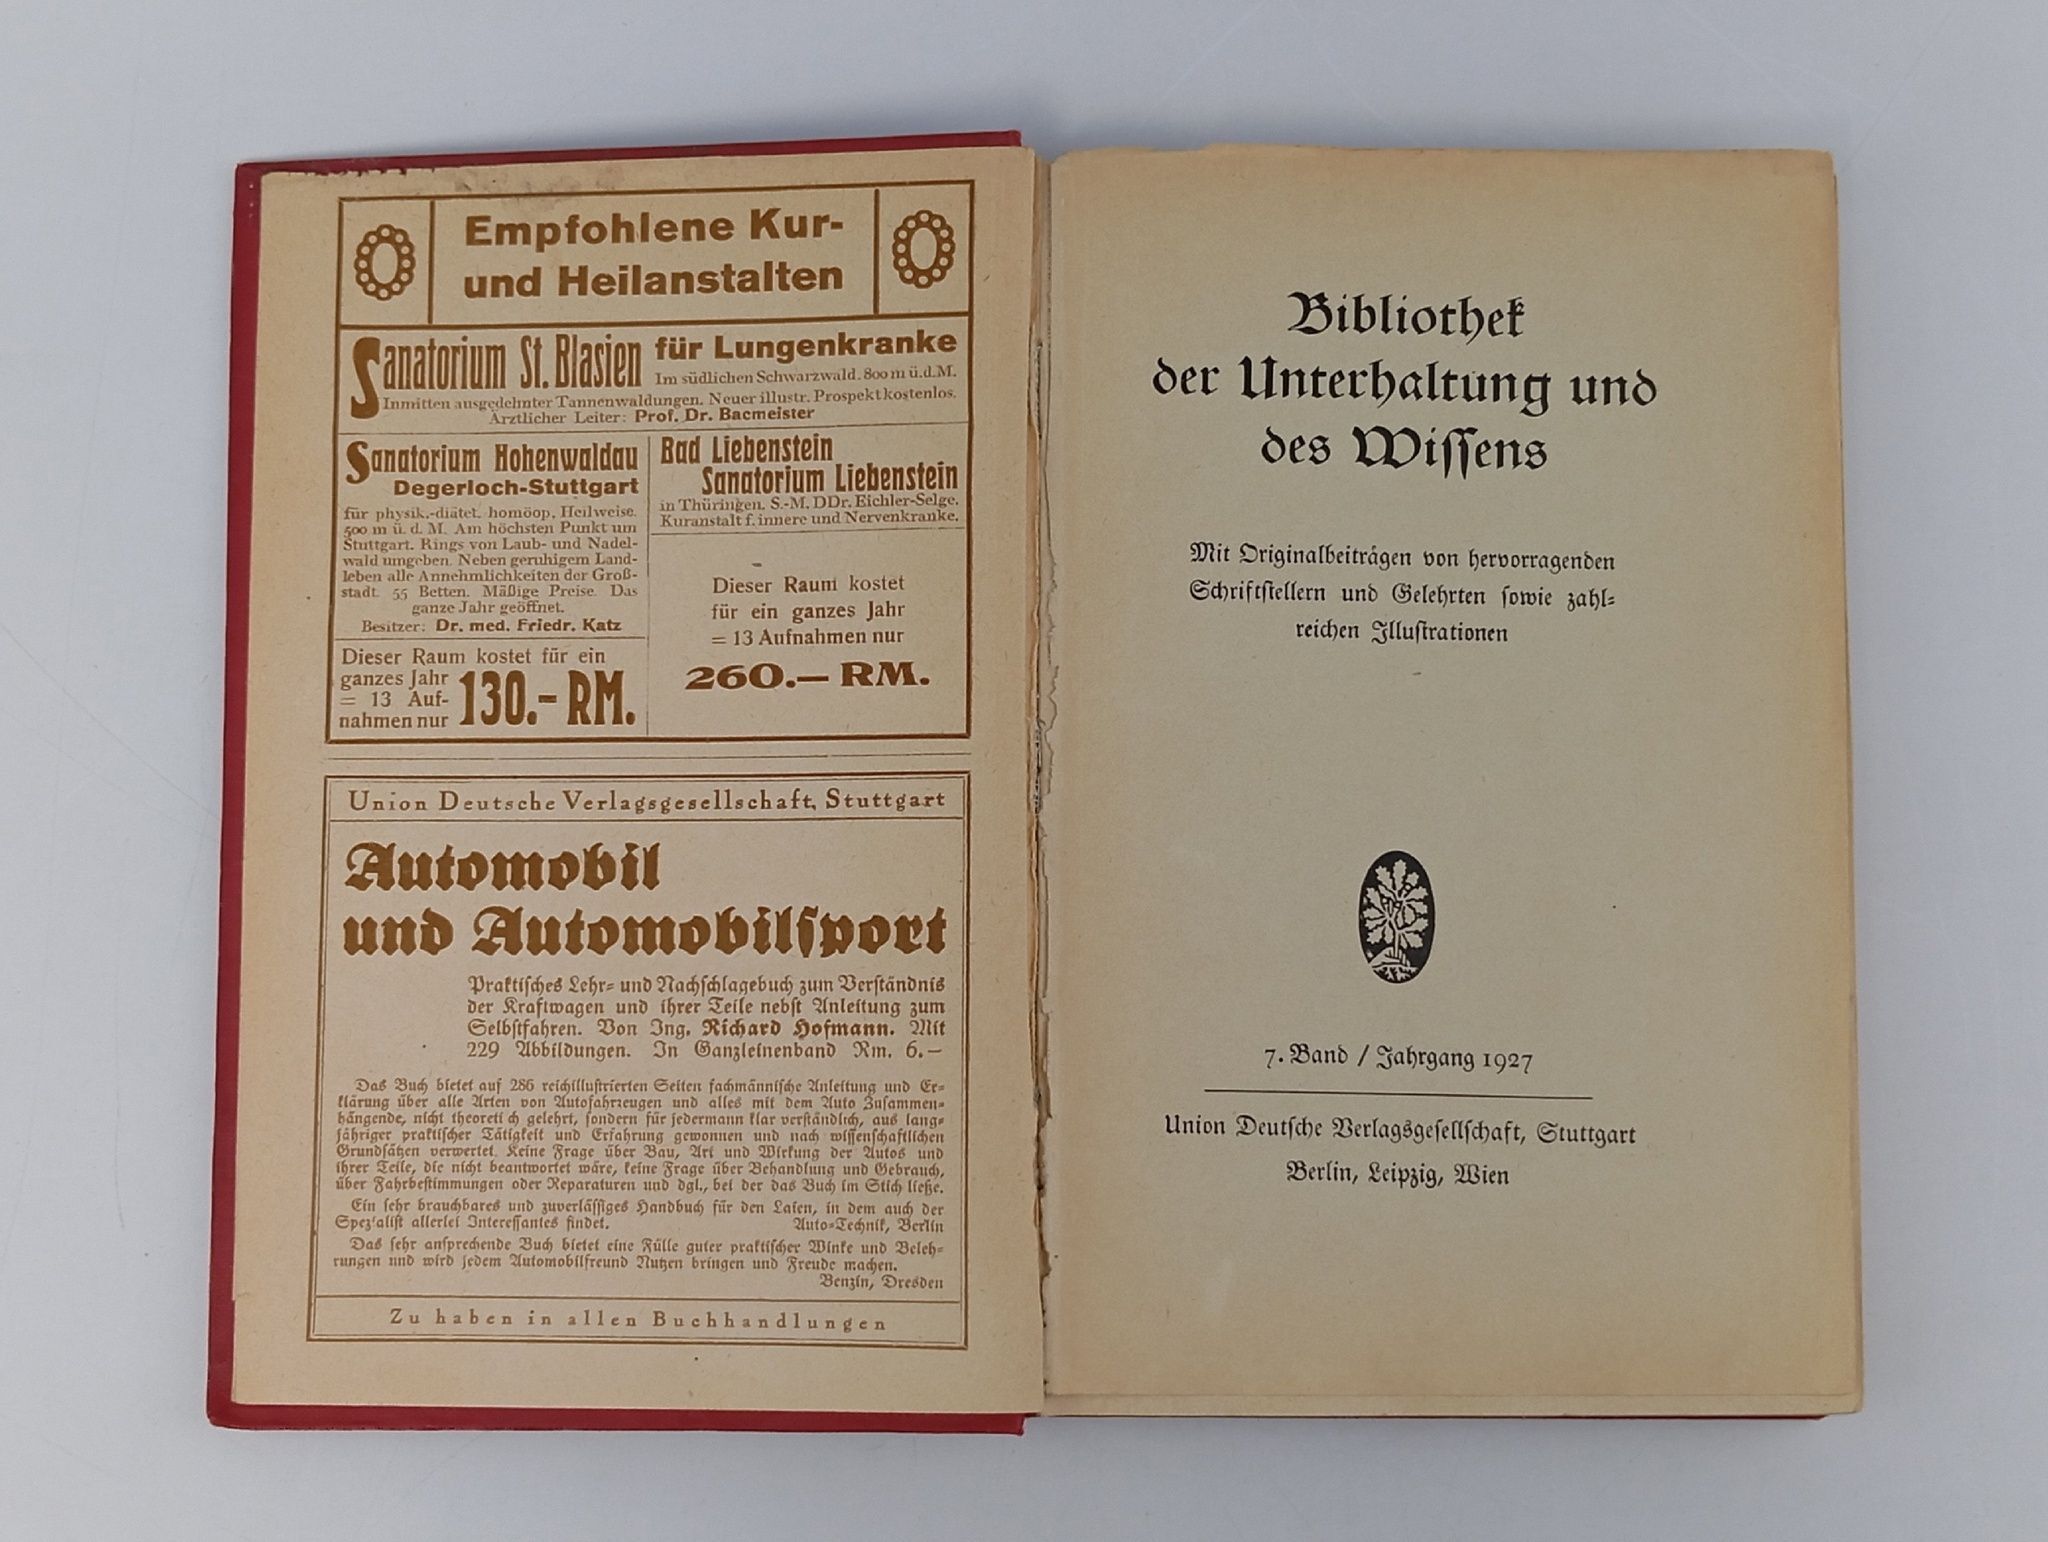 Empfohlene Kur-
und Heilanstalten
Sanatorium St. Blasien für Lungenkranke
Im südlichen Schwarzwald. 800 m ü. d. M.
Inmitten ausgedehnter Tannenwaldungen. Neuer illustr. Prospekt kostenlos.
Ärztlicher Leiter: Prof. Dr. Bacmeister
Sanatorium Hohenwaldau
Degerloch-Stuttgart
für physik.-diätet. homöop. Heilweise.
500 m ü. d. M. Am höchsten Punkt um
Stuttgart. Rings von Laub- und Nadel-
wald umgeben. Neben geruhigem Land-
leben alle Annehmlichkeiten der Groß-
stadt. 55 Betten. Mäßige Preise. Das
ganze Jahr geöffnet.
Besitzer: Dr. med. Friedr. Katz
Dieser Raum kostet für ein
ganzes Jahr
= 13 Auf-
nahmen nur
130.- RM.
Bad Liebenstein
Sanatorium Liebenstein
in Thüringen. S.-M. DDr. Eichler-Selge.
Kuranstalt f. innere und Nervenkranke.
Dieser Raum kostet
für ein ganzes Jahr
= 13 Aufnahmen nur
260.— RM.
Union Deutsche Verlagsgesellschaft, Stuttgart
Automobil
und Automobilsport
Praktisches Lehr- und Nachschlagebuch zum Verständnis
der Kraftwagen und ihrer Teile nebst Anleitung zum
Selbstfahren. Von Ing. Richard Hofmann. Mit
229 Abbildungen. In Ganzleinenband Rm. 6.—
Das Buch bietet auf 286 reichillustrierten Seiten fachmännische Anleitung und Er-
klärung über alle Arten von Autofahrzeugen und alles mit dem Auto Zusammen-
hängende, nicht theoreti ch gelehrt, sondern für jedermann klar verständlich, aus lang-
jähriger praktischer Tätigkeit und Erfahrung gewonnen und nach wissenschaftlichen
Grundsätzen verwertet. Keine Frage über Bau, Art und Wirkung der Autos und
ihrer Teile, die nicht beantwortet wäre, keine Frage über Behandlung und Gebrauch,
über Fahrbestimmungen oder Reparaturen und dgl., bei der das Buch im Stich ließe.
Ein sehr brauchbares und zuverlässiges Handbuch für den Laien, in dem auch der
Spezialist allerlei Interessantes findet. Auto-Technik, Berlin
Das sehr ansprechende Buch bietet eine Fülle guter praktischer Winke und Beleh-
rungen und wird jedem Automobilfreund Nutzen bringen und Freude machen.
Benzin, Dresden
Zu haben in allen Buchhandlungen
Bibliothek
der Unterhaltung und
des Wissens
Mit Originalbeiträgen von hervorragenden
Schriftstellern und Gelehrten sowie zahl-
reichen Illustrationen
7. Band / Jahrgang 1927
Union Deutsche Verlagsgesellschaft, Stuttgart
Berlin, Leipzig, Wien